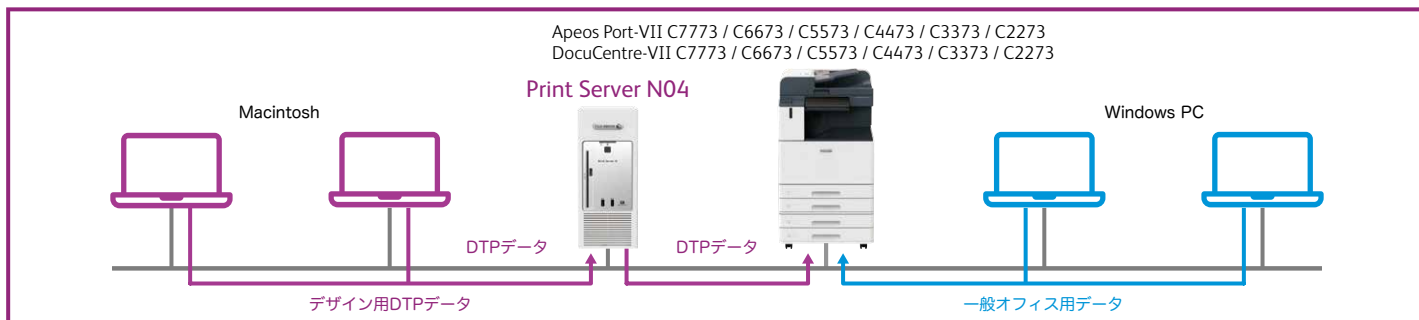 Apeos Port-VII C7773 / C6673 / C5573 / C4473 / C3373 / C2273
DocuCentre-VII C7773 / C6673 / C5573 / C4473 / C3373 / C2273
Print Server N04
Macintosh
Windows PC
DTPデータ
DTPデータ
デザイン用DTPデータ
一般オフィス用データ